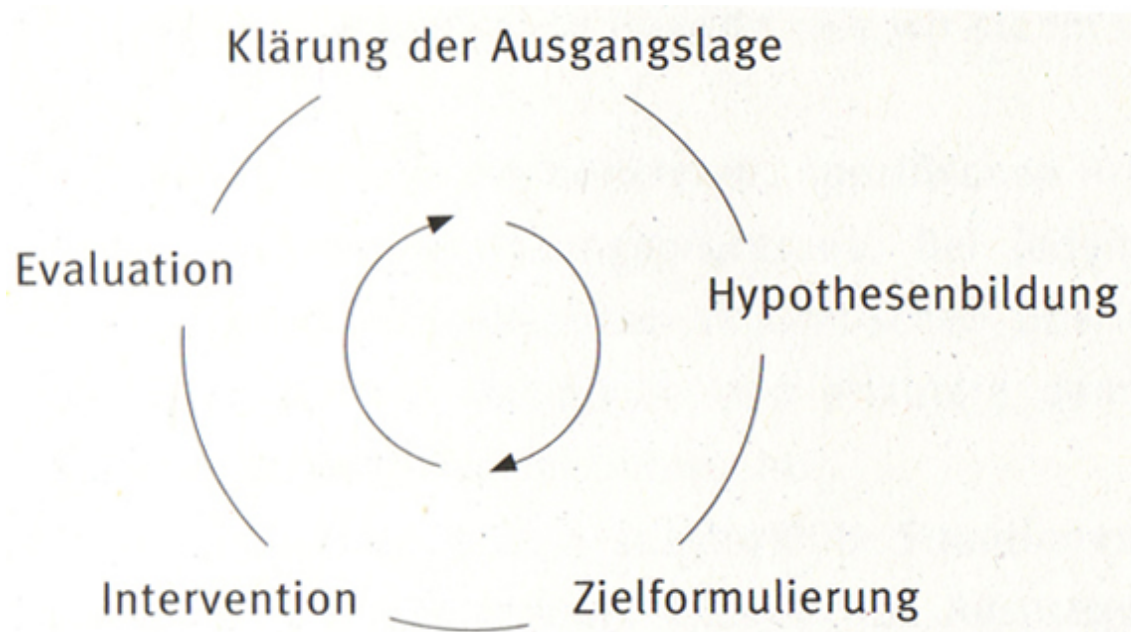 Klärung der Ausgangslage
Evaluation
Hypothesenbildung
Intervention
Zielformulierung